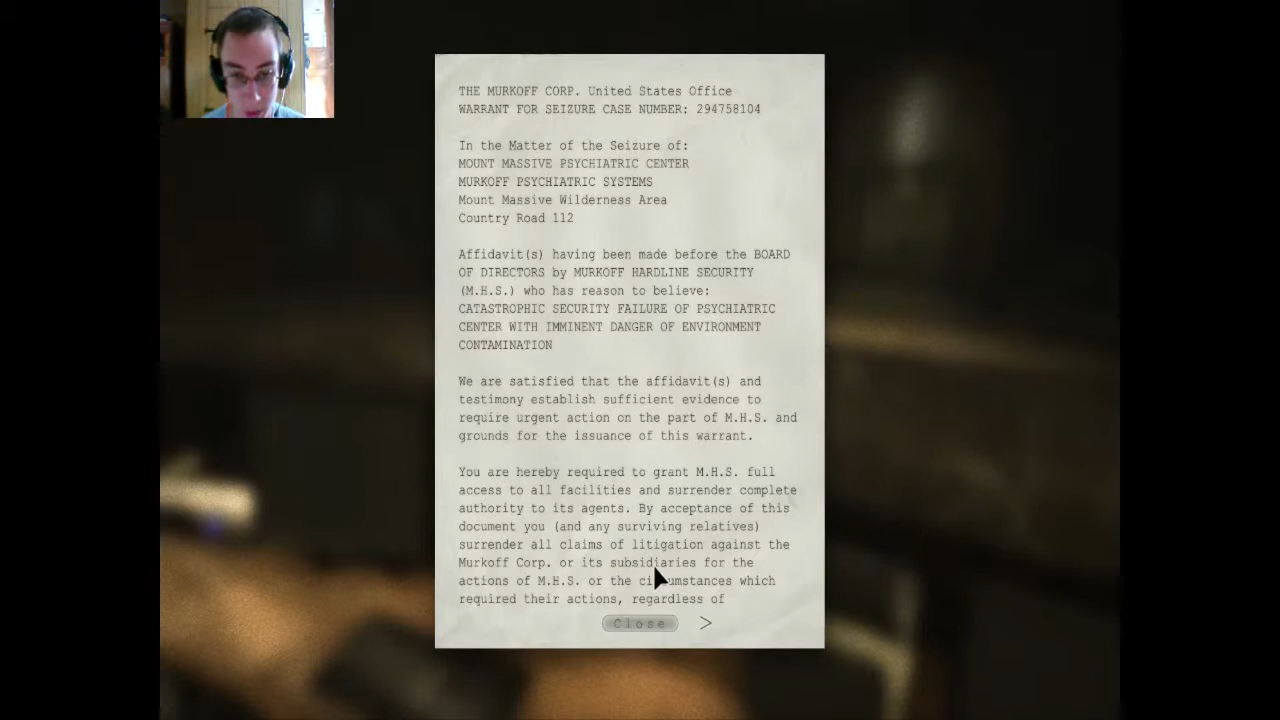 THE MURKOFF CORP. United States Office
WARRANT FOR SEIZURE CASE NUMBER: 294758104
In the Matter of the Seizure of:
MOUNT MASSIVE PSYCHIATRIC CENTER
MURKOFF PSYCHIATRIC SYSTEMS
Mount Massive Wilderness Area
Country Road 112
Affidavit(s) having been made before the BOARD
OF DIRECTORS by MURKOFF HARDLINE SECURITY
(M.H.S.) who has reason to believe:
CATASTROPHIC SECURITY FAILURE OF PSYCHIATRIC
CENTER WITH IMMINENT DANGER OF ENVIRONMENT
CONTAMINATION
We are satisfied that the affidavit(s) and
testimony establish sufficient evidence to
require urgent action on the part of M.H.S. and
grounds for the issuance of this warrant.
You are hereby required to grant M.H.S. full
access to all facilities and surrender complete
authority to its agents. By acceptance of this
document you (and any surviving relatives)
surrender all claims of litigation against the
Murkoff Corp. or its subsidiaries for the
actions of M.H.S. or the circumstances which
required their actions, regardless of
Close >